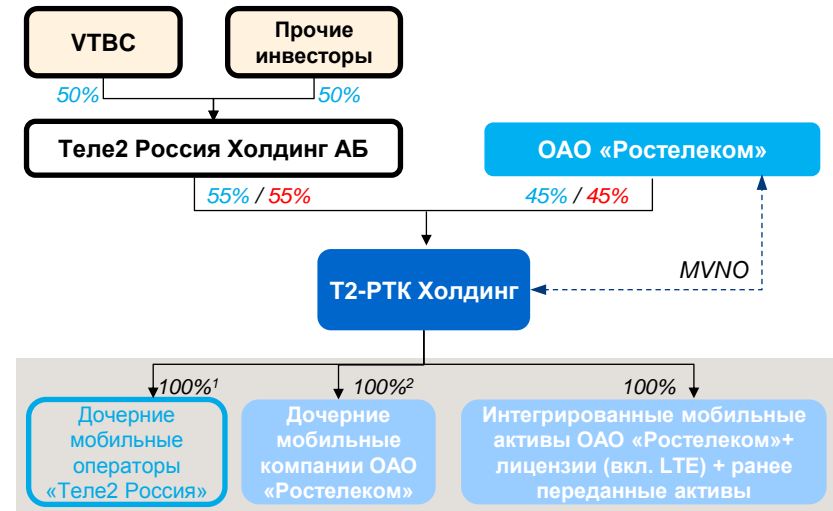 VTBC
Прочие
инвесторы
50%
50%
Теле2 Россия Холдинг АБ
ОАО «Ростелеком»
55% / 55%
45% / 45%
MVNO
Т2-РТК Холдинг
100%1
100%2
100%
Дочерние
мобильные
операторы
«Теле2 Россия»
Дочерние
мобильные
компании ОАО
«Ростелеком»
Интегрированные мобильные
активы ОАО «Ростелеком»+
лицензии (вкл. LTE) + ранее
переданные активы